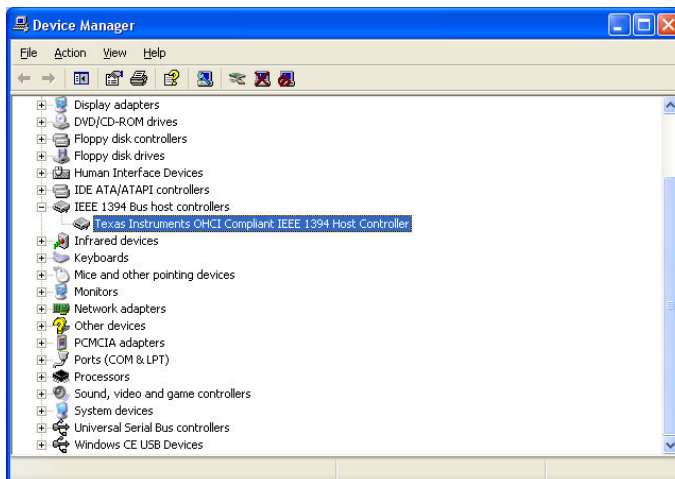 Device Manager
File Action View Help
Display adapters
DVD/CD-ROM drives
Floppy disk controllers
Floppy disk drives
Human Interface Devices
IDE ATA/ATAPI controllers
IEEE 1394 Bus host controllers
Texas Instruments OHCI Compliant IEEE 1394 Host Controller
Infrared devices
Keyboards
Mice and other pointing devices
Monitors
Network adapters
Other devices
PCMCIA adapters
Ports (COM & LPT)
Processors
Sound, video and game controllers
System devices
Universal Serial Bus controllers
Windows CE USB Devices